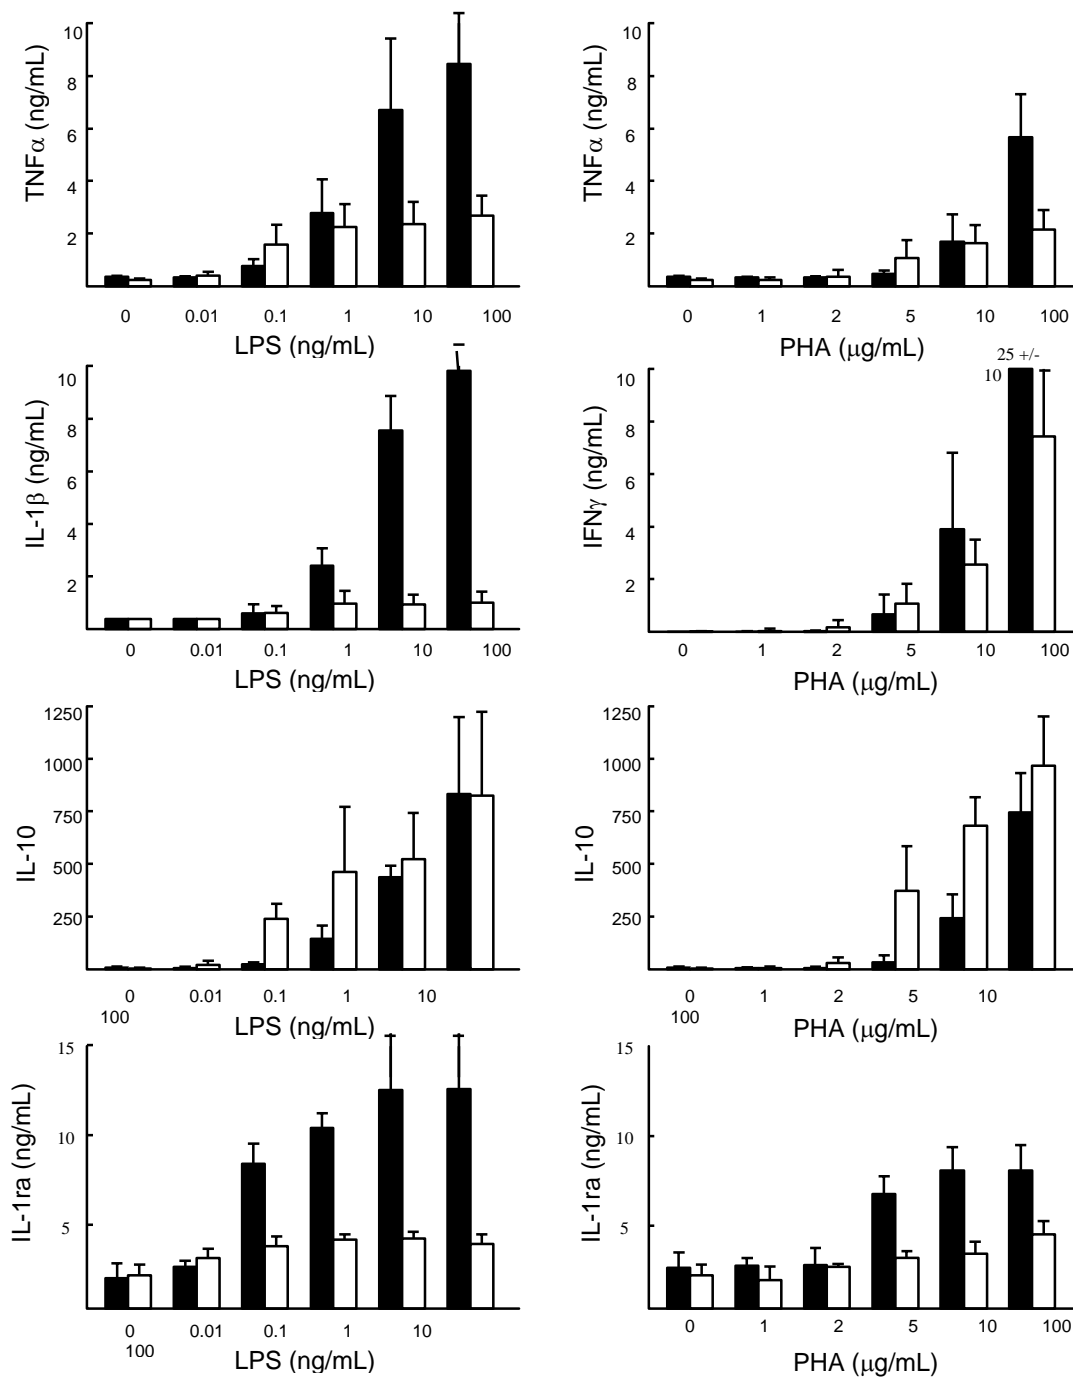 TNFα (ng/mL)
10
8
6
4
2
0 0.01 0.1 1 10 100
LPS (ng/mL)
TNFα (ng/mL)
10
8
6
4
2
0 1 2 5 10 100
PHA (μg/mL)
IL-1β (ng/mL)
10
8
6
4
2
0 0.01 0.1 1 10 100
LPS (ng/mL)
IFNγ (ng/mL)
25 +/-
10
10
8
6
4
2
0 1 2 5 10 100
PHA (μg/mL)
IL-10
1250
1000
750
500
250
0 0.01 0.1 1 10
100
LPS (ng/mL)
IL-10
1250
1000
750
500
250
0 1 2 5 10
100
PHA (μg/mL)
IL-1ra (ng/mL)
15
10
5
0 0.01 0.1 1 10
100
LPS (ng/mL)
IL-1ra (ng/mL)
15
10
5
0 1 2 5 10 100
PHA (μg/mL)